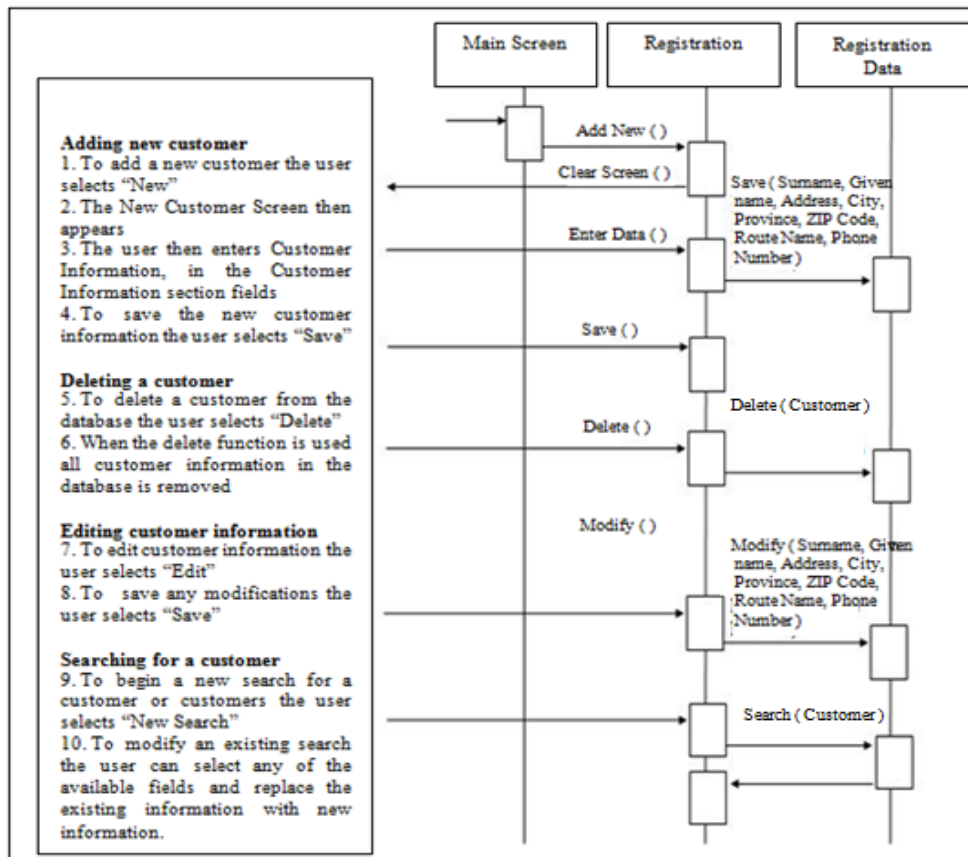 Main Screen
Registration
Registration
Data
Adding new customer
1. To add a new customer the user
selects “New”
2. The New Customer Screen then
appears
3. The user then enters Customer
Information, in the Customer
Information section fields
4. To save the new customer
information the user selects “Save”
Deleting a customer
5. To delete a customer from the
database the user selects “Delete”
6. When the delete function is used
all customer information in the
database is removed
Editing customer information
7. To edit customer information the
user selects “Edit”
8. To save any modifications the
user selects “Save”
Searching for a customer
9. To begin a new search for a
customer or customers the user
selects “New Search”
10. To modify an existing search
the user can select any of the
available fields and replace the
existing information with new
information.
Add New ( )
Clear Screen ( )
Save ( Surname, Given
name, Address, City,
Province, ZIP Code,
Route Name, Phone
Number )
Enter Data ( )
Save ( )
Delete ( Customer )
Delete ( )
Modify ( )
Modify ( Surname, Given
name, Address, City,
Province, ZIP Code,
Route Name, Phone
Number )
Search ( Customer )